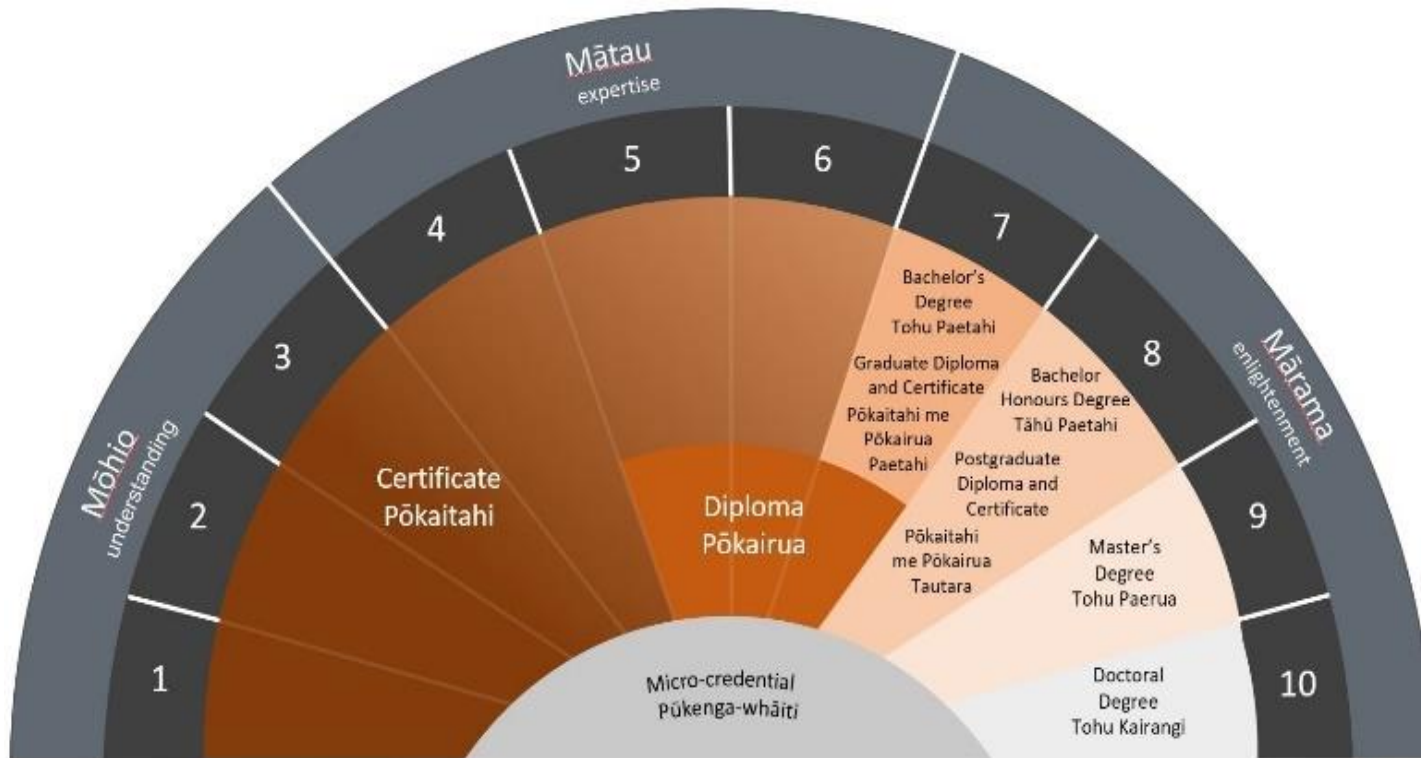 Mōhio
understanding
Mātau
expertise
Mārama
enlightenment
1
2
3
4
5
6
7
8
9
10
Certificate
Pōkaitahi
Diploma
Pōkairua
Bachelor's
Degree
Tohu Paetahi
Graduate Diploma
and Certificate
Pōkaitahi me
Pōkairua
Paetahi
Bachelor
Honours Degree
Tāhū Paetahi
Postgraduate
Diploma and
Certificate
Pōkaitahi
me Pōkairua
Tautara
Master's
Degree
Tohu Paerua
Doctoral
Degree
Tohu Kairangi
Micro-credential
Pūkenga-whāiti